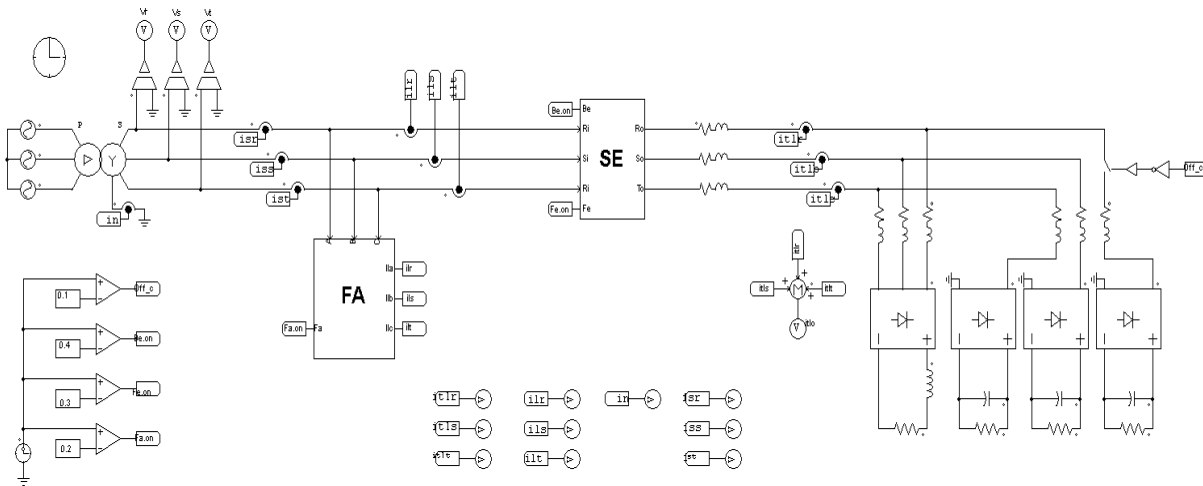 Vr Vs Vt
P S
isr
iss
ist
in
ilr
ils
ilt
Be.on
Be
Ri
Si
Ri
Fe
Fe.on
SE
Ro
So
To
Off_c
A B C
FA
Fa.on
Fa
Ila
Ilb
Ilc
ilr
ils
ilt
0.1
Off_c
0.4
Be.on
0.3
Fe.on
0.2
Fa.on
itlr
itls
itlt
M
V
itlo
itlr
itls
itlt
ilr
ils
ilt
in
isr
iss
ist